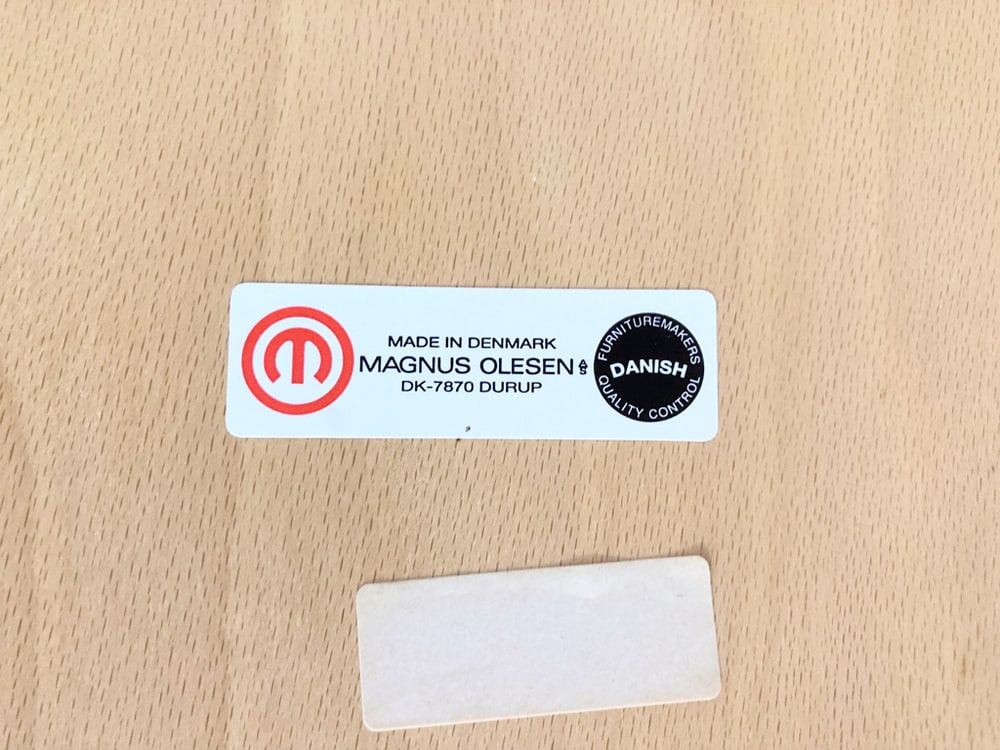 MADE IN DENMARK
MAGNUS OLESEN A/S
DK-7870 DURUP
FURNITUREMAKERS
DANISH
QUALITY CONTROL